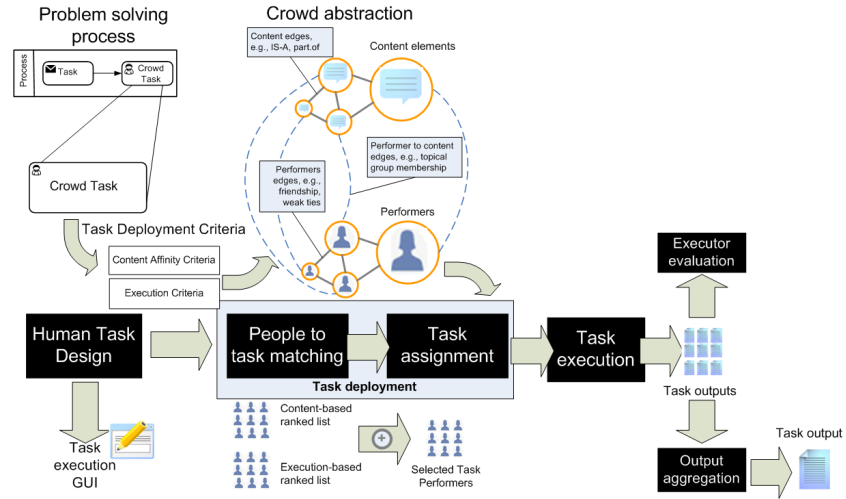 Problem solving
process
Process
Task
Crowd
Task
Crowd Task
Crowd abstraction
Content edges,
e.g., IS-A, part.of
Content elements
Performer to content
edges, e.g., topical
group membership
Performers
edges, e.g.,
friendship,
weak ties
Performers
Task Deployment Criteria
Content Affinity Criteria
Execution Criteria
Human Task
Design
People to
task matching
Task
assignment
Task deployment
Task
execution
Executor
evaluation
Task outputs
Task
execution
GUI
Content-based
ranked list
Execution-based
ranked list
Selected Task
Performers
Output
aggregation
Task output